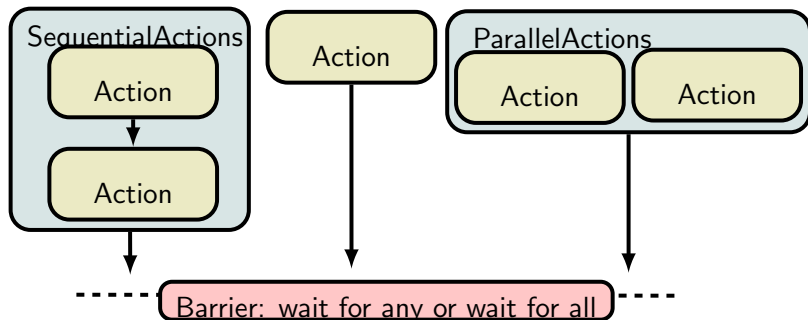 SequentialActions
Action
Action
Action
ParallelActions
Action
Action
Barrier: wait for any or wait for all